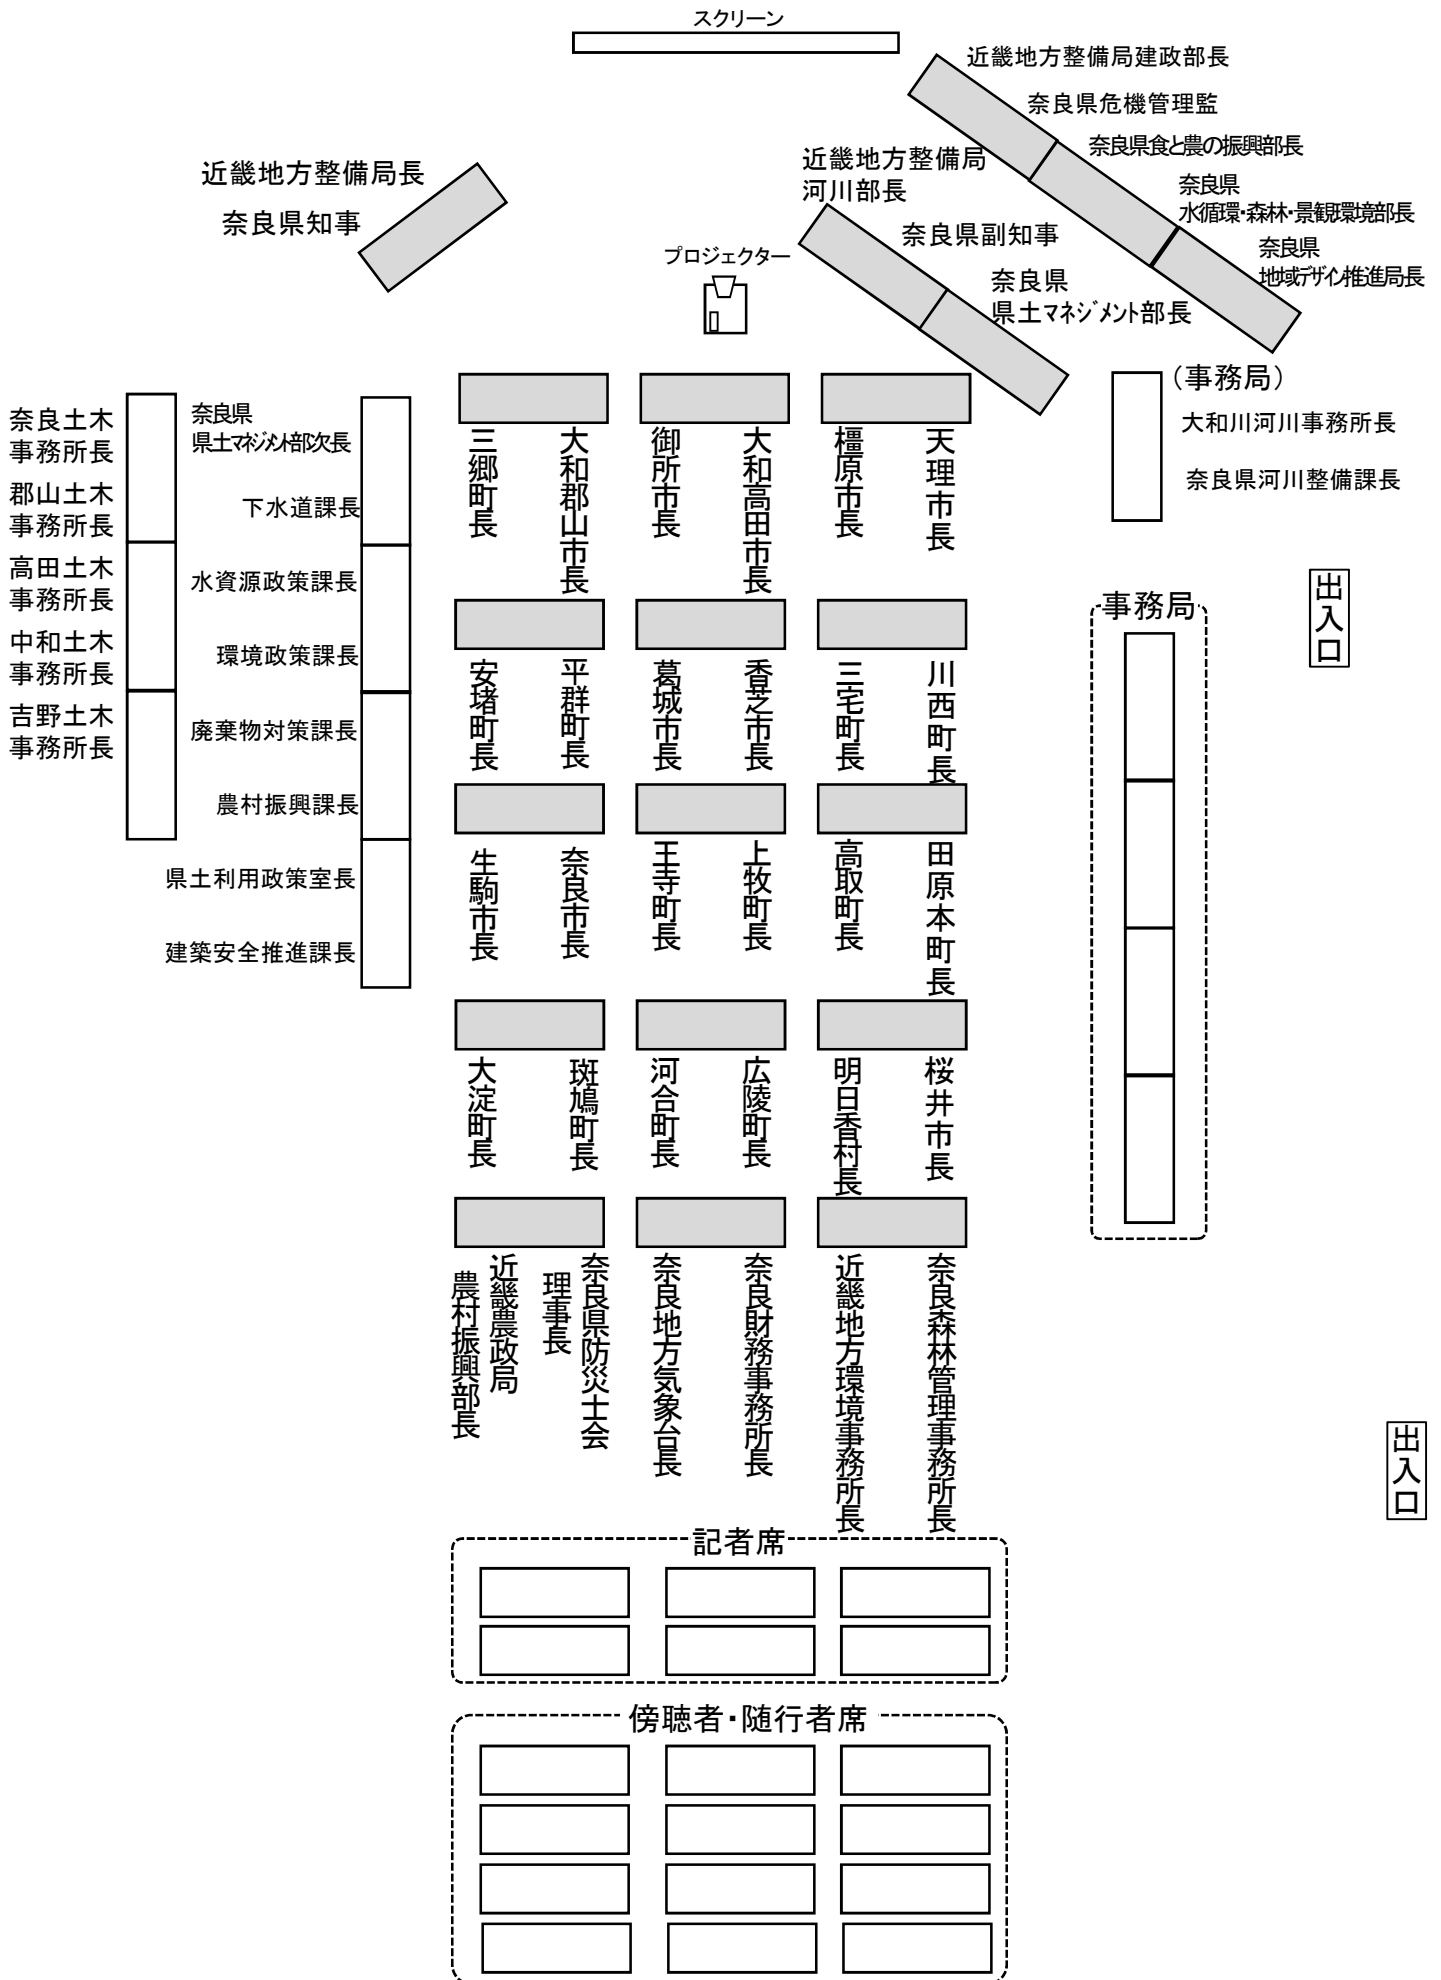 スクリーン
近畿地方整備局建政部長
奈良県危機管理監
奈良県食と農の振興部長
奈良県
水循環・森林・景観環境部長
奈良県
地域デザイン推進局長
近畿地方整備局
河川部長
奈良県副知事
奈良県
県土マネジメント部長
近畿地方整備局長
奈良県知事
プロジェクター
奈良土木
事務所長
郡山土木
事務所長
高田土木
事務所長
中和土木
事務所長
吉野土木
事務所長
奈良県
県土マネジメント部次長
下水道課長
水資源政策課長
環境政策課長
廃棄物対策課長
農村振興課長
県土利用政策室長
建築安全推進課長
三郷町長
大和郡山市長
御所市長
大和高田市長
橿原市長
天理市長
(事務局)
大和川河川事務所長
奈良県河川整備課長
出入口
事務局
安堵町長
平群町長
葛城市長
香芝市長
三宅町長
川西町長
生駒市長
奈良市長
王寺町長
上牧町長
高取町長
田原本町長
大淀町長
斑鳩町長
河合町長
広陵町長
明日香村長
桜井市長
近畿農政局
農村振興部長
奈良県防災士会
理事長
奈良地方気象台長
奈良財務事務所長
近畿地方環境事務所長
奈良森林管理事務所長
出入口
記者席
傍聴者・随行者席